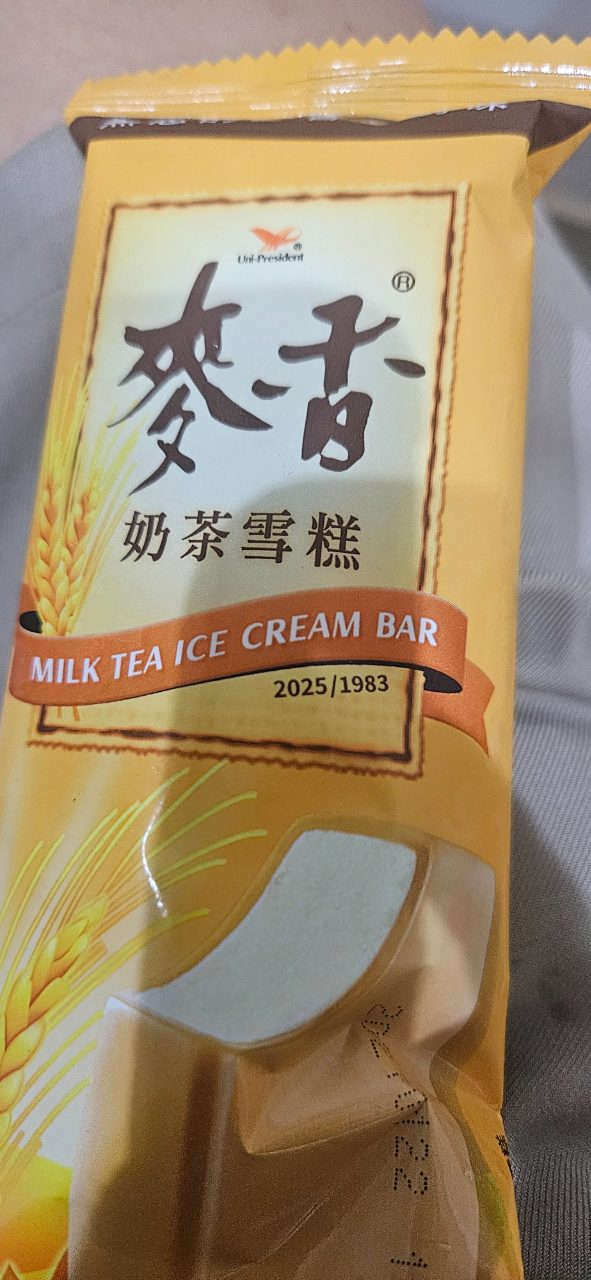 Uni-President®
麥香®
奶茶雪糕
MILK TEA ICE CREAM BAR
2025/1983